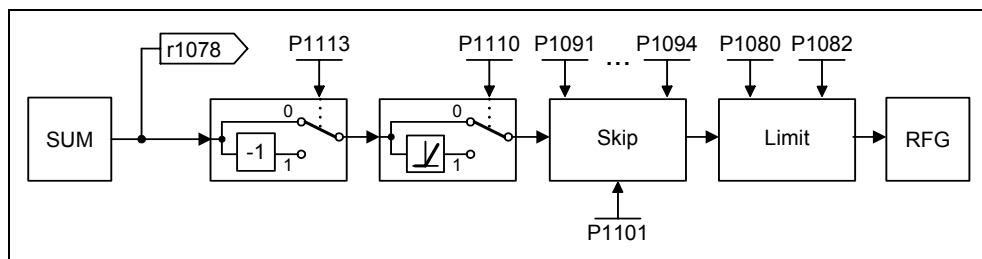 r1078
P1113
P1110
P1091
...
P1094
P1080
P1082
SUM
0
-1
1
0
1
Skip
Limit
RFG
P1101